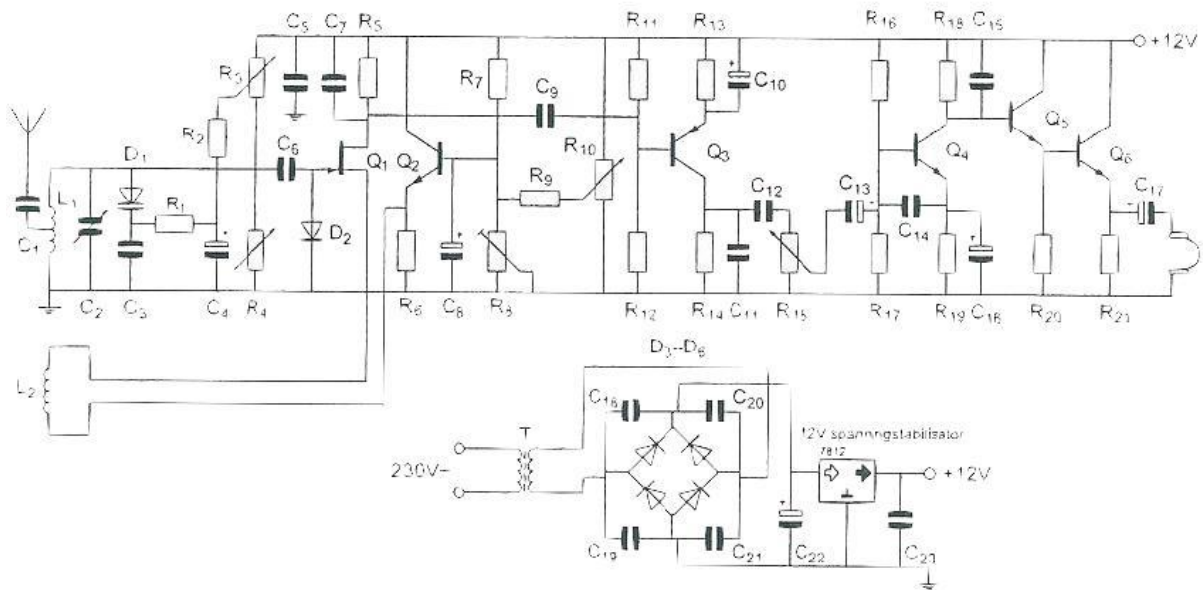 C5 C7 R5 R11 R13 R16 R18 C15
+12V
R3 R7 C9 C10
R2 R10 Q5
D1 C6 Q1 Q2 Q3 Q4 Q6
L1 R1 R9 C12 C13 C17
C1 D2 C14
C2 C3 C4 R4 R6 C8 R8 R12 R14 C11 R15 R17 R19 C16 R20 R21
D3--D6
L2 C18 C20
T 12V spanningstabilisator
7812
230V~ +12V
C19 C21 C22 C23